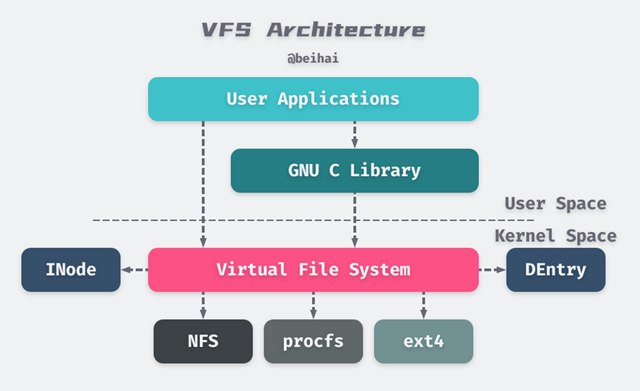 VFS Architecture
@beihai
User Applications
GNU C Library
User Space
Kernel Space
INode
Virtual File System
DEntry
NFS
procfs
ext4